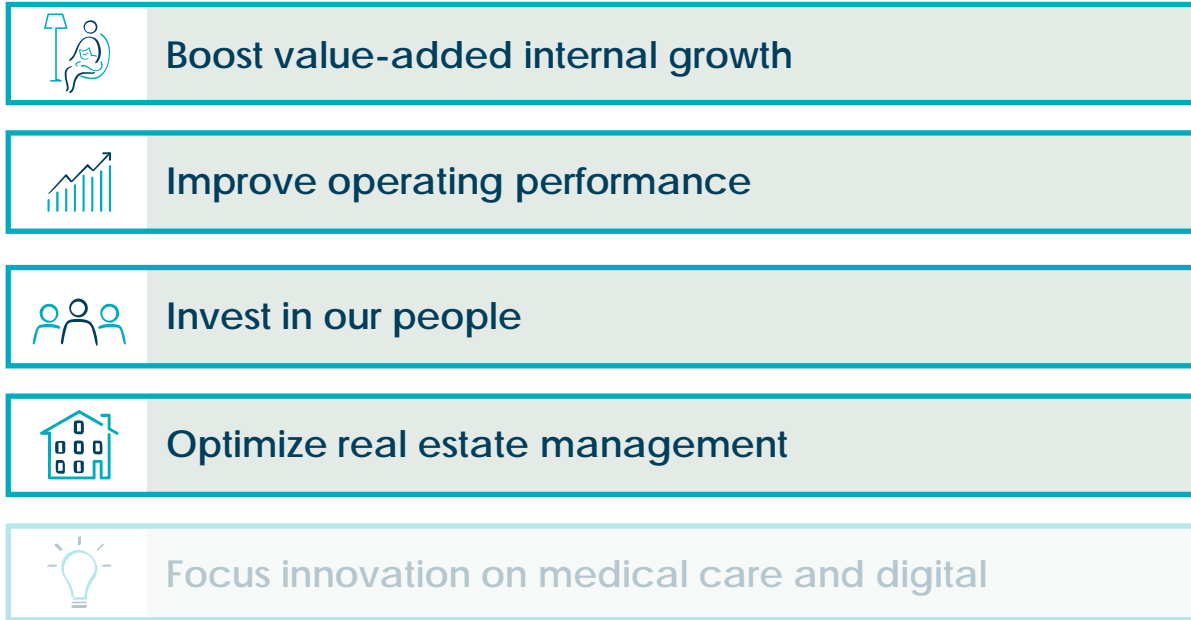 Boost value-added internal growth
Improve operating performance
Invest in our people
Optimize real estate management
Focus innovation on medical care and digital